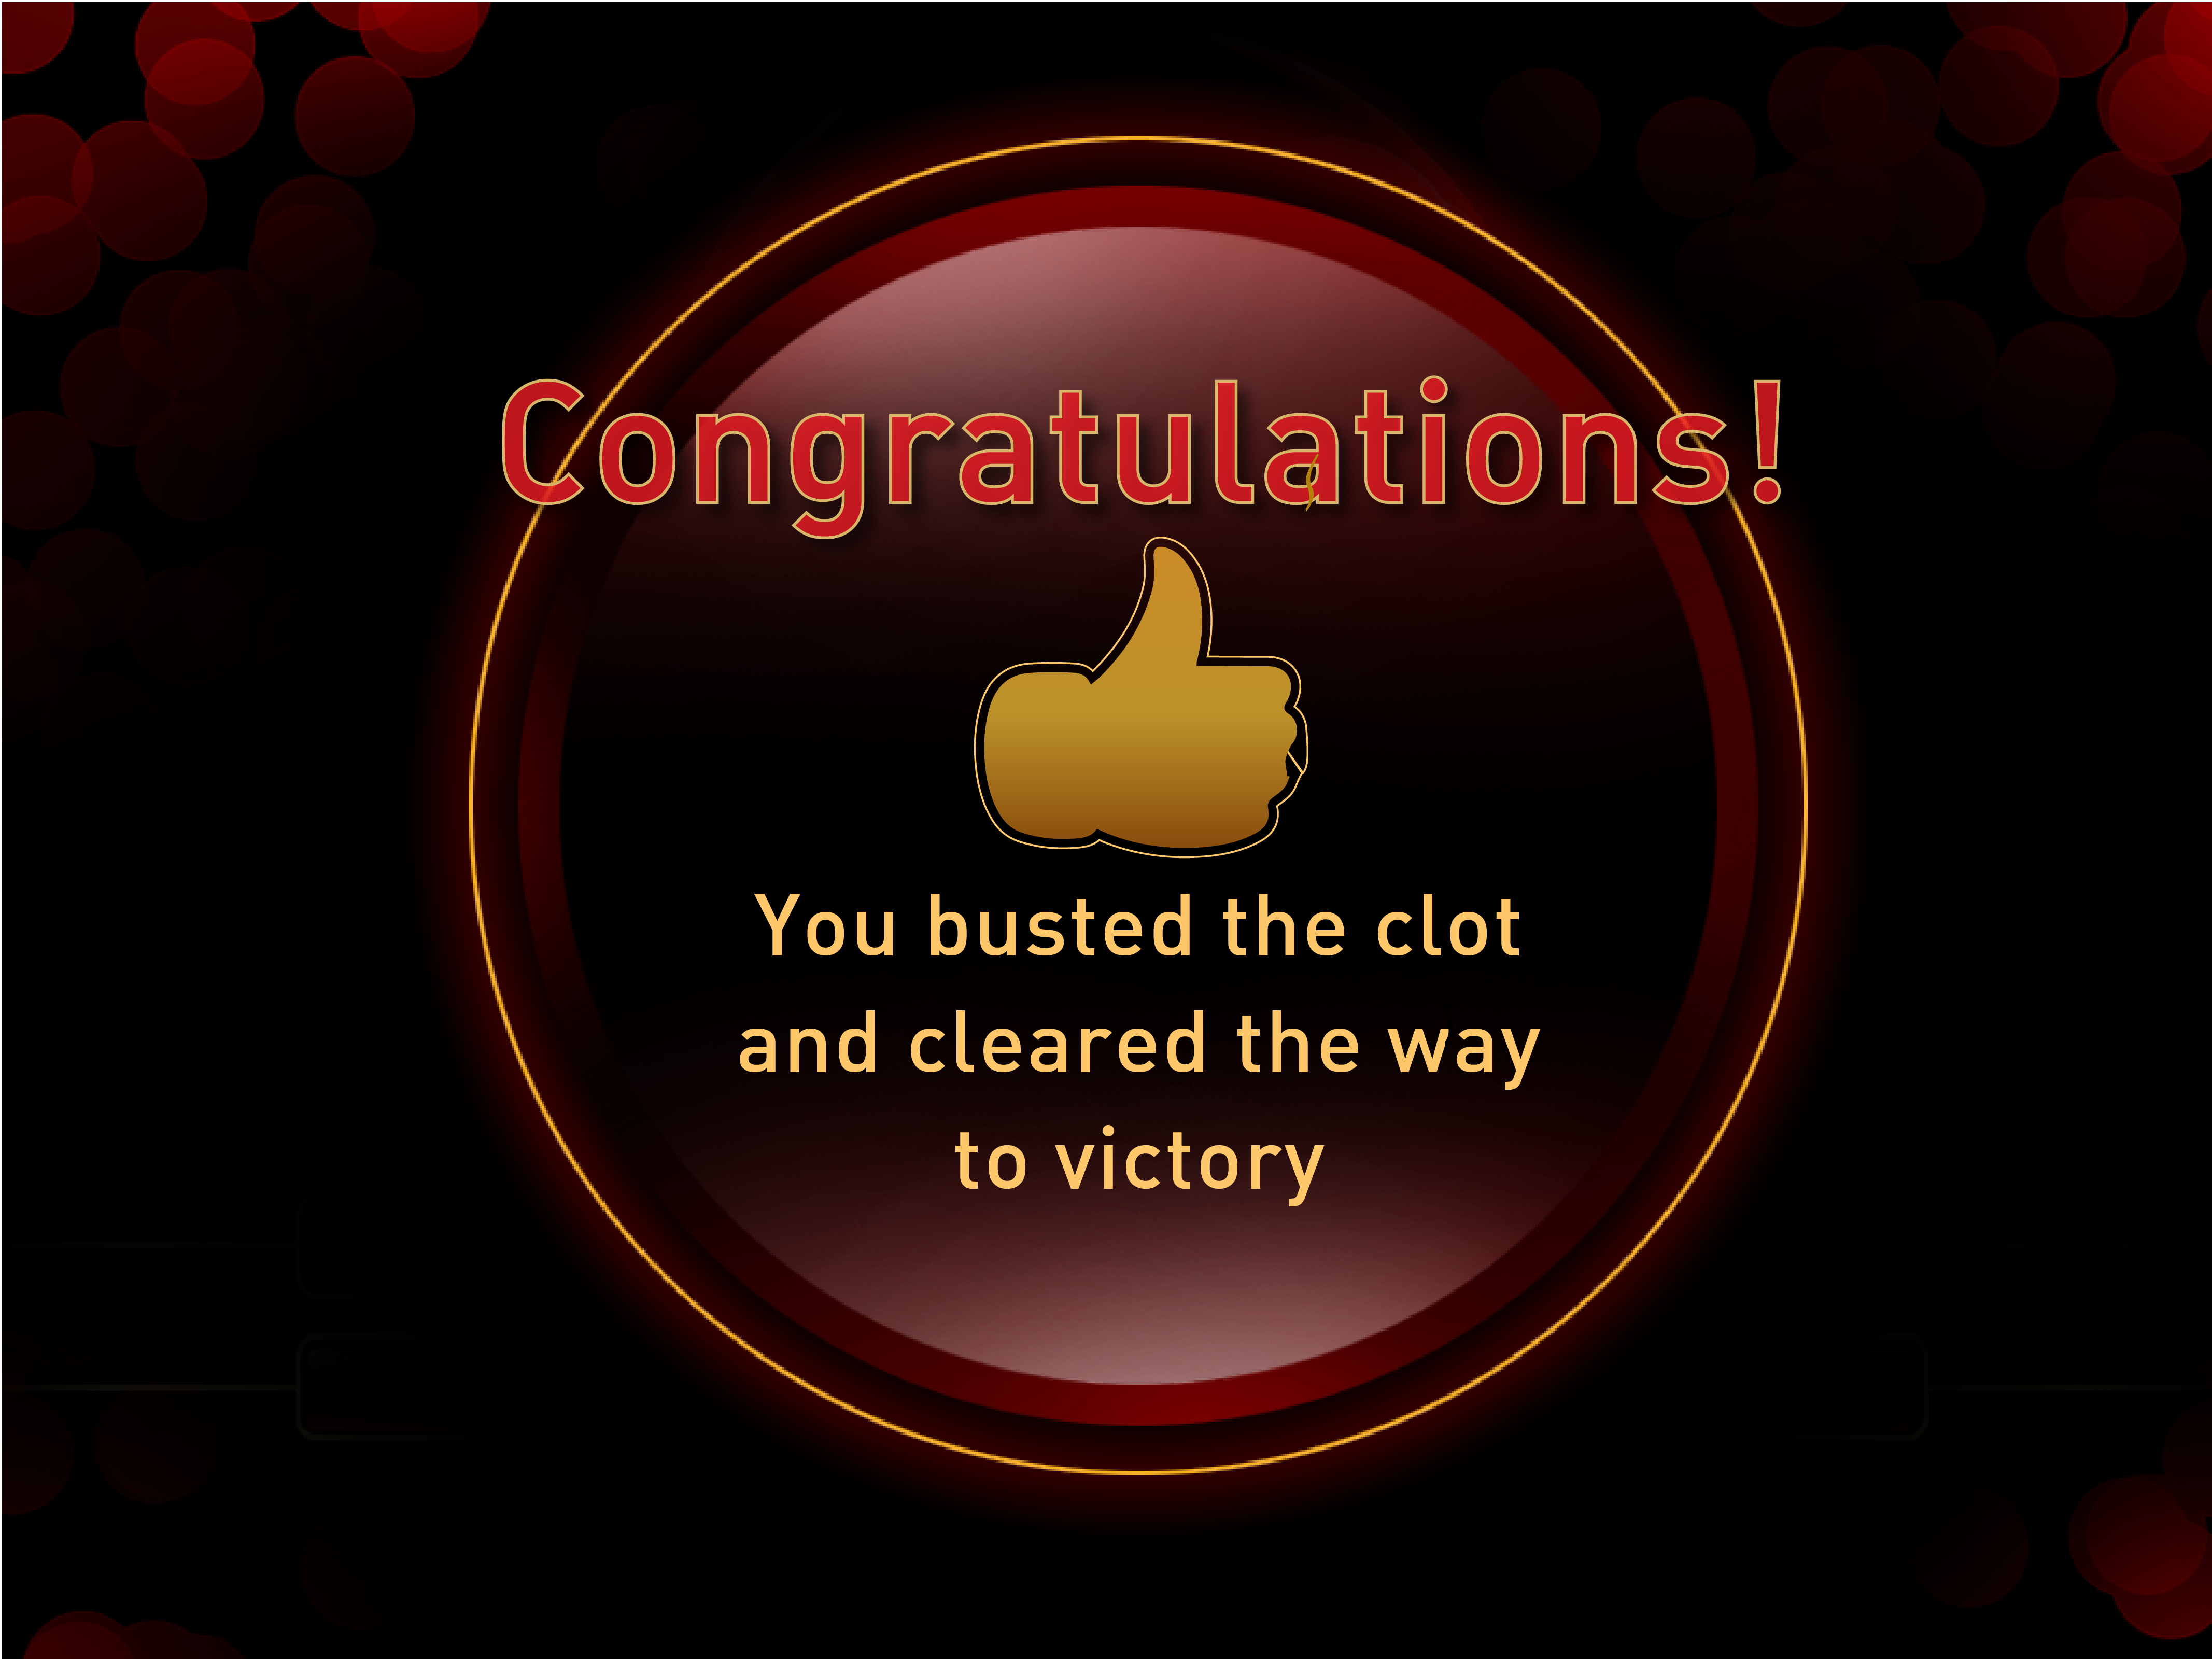 Congratulations!
You busted the clot
and cleared the way
to victory